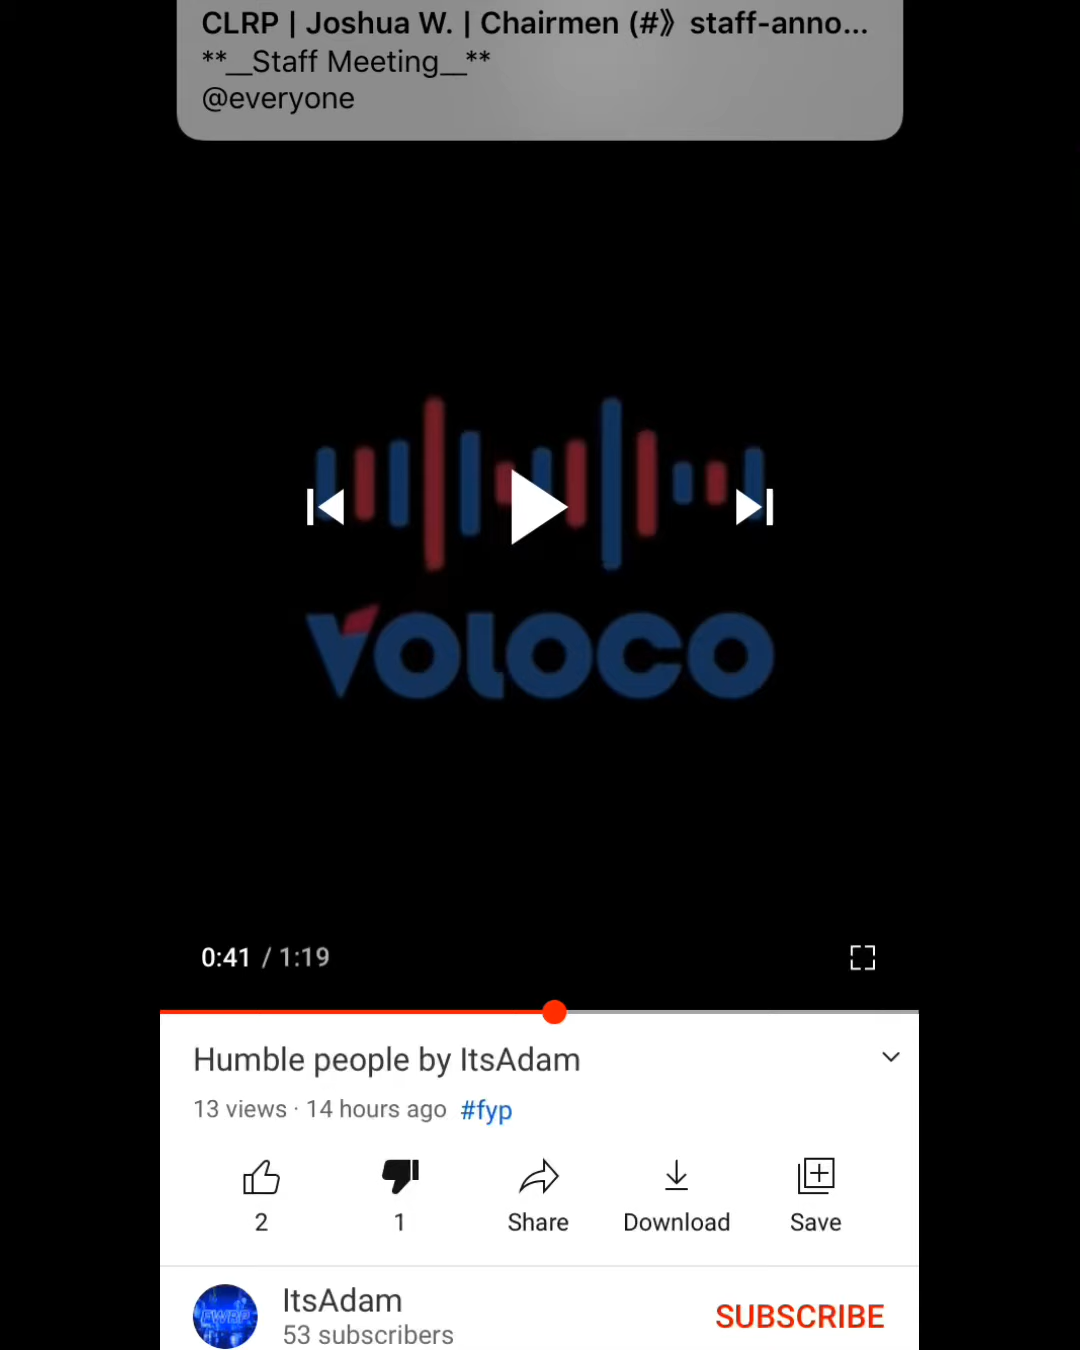 CLRP | Joshua W. | Chairmen (#》staff-anno...
**__Staff Meeting__**
@everyone
VOLOCO
0:41 / 1:19
Humble people by ItsAdam
13 views · 14 hours ago #fyp
2
1
Share
Download
Save
FWRP
ItsAdam
53 subscribers
SUBSCRIBE